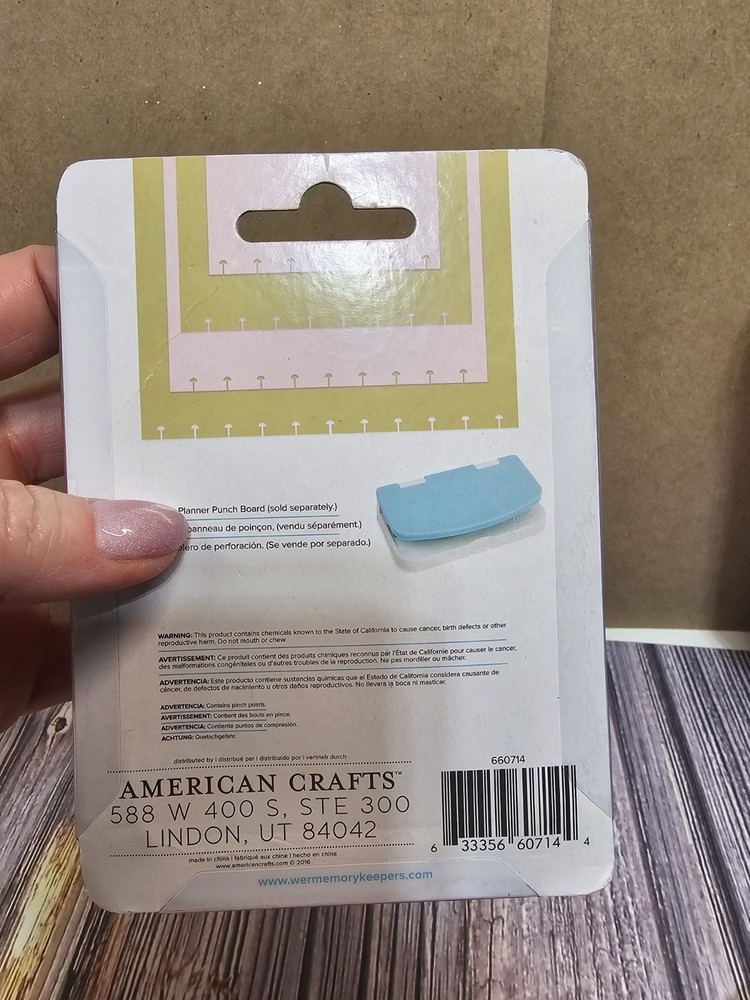 Planner Punch Board (sold separately.)
panneau de poinçon, (vendu séparément.)
de perforación. (Se vende por separado.)
WARNING: This product contains chemicals known to the State of California to cause cancer, birth defects or other
reproductive harm. Do not mouth or chew
AVERTISSEMENT: Ce produit contient des produits chimiques reconnus par l'État de Californie pour causer le cancer,
des malformations congénitales ou d'autres troubles de la reproduction. Ne pas mordiller ou mâcher.
ADVERTENCIA: Este producto contiene sustancias químicas que el Estado de California considera causante de
cáncer, de defectos de nacimiento u otros daños reproductivos. No llevara la boca ni masticar.
ADVERTENCIA: Contains pinch points.
AVERTISSEMENT: Contient des bouts en pince.
ADVERTENCIA: Contiente puntos de compresión.
ACHTUNG: Quetschgefahr.
distributed by | distribué par | distribuido por | vertrieb durch
AMERICAN CRAFTS™
588 W 400 S, STE 300
LINDON, UT 84042
made in china | fabriqué aux chine | hecho en chine
www.americancrafts.com © 2016
www.wermemorykeepers.com
660714
6 33356 60714 4